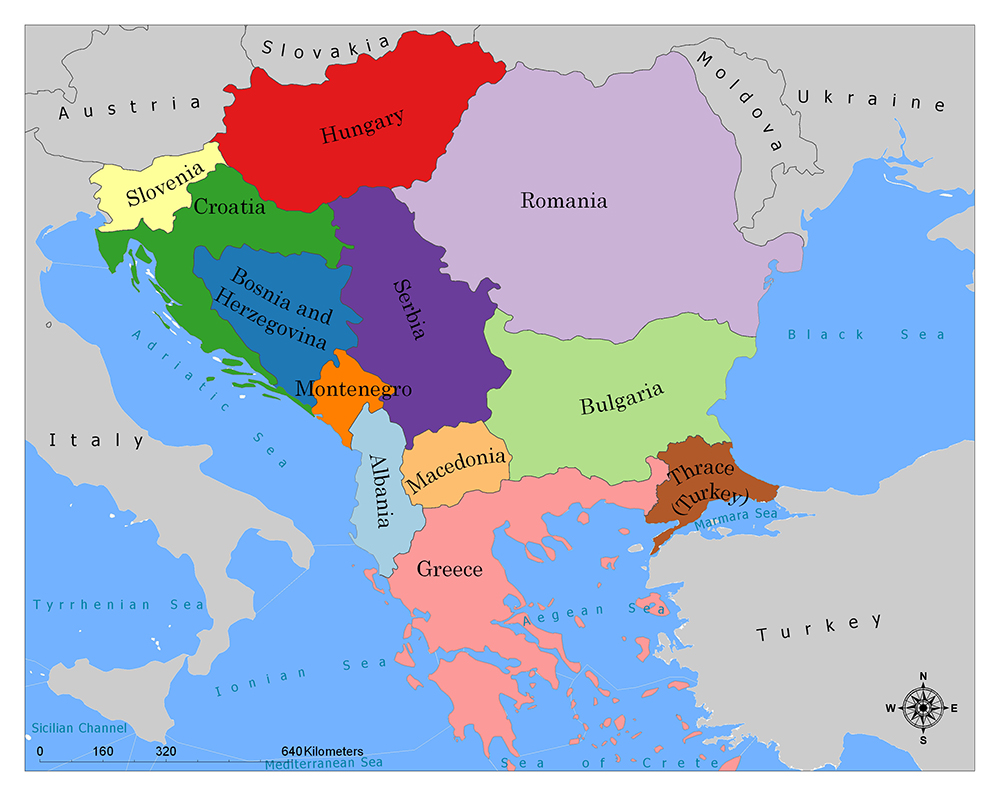 Slovakia
Austria
Hungary
Moldova
Ukraine
Slovenia
Croatia
Romania
Bosnia and
Herzegovina
Serbia
Black Sea
Adriatic Sea
Montenegro
Bulgaria
Italy
Albania
Macedonia
Thrace
(Turkey)
Marmara Sea
Greece
Tyrrhenian Sea
Aegean Sea
Turkey
Ionian Sea
N
W
E
S
Sicilian Channel
0 160 320 640 Kilometers
Mediterranean Sea
Sea of Crete